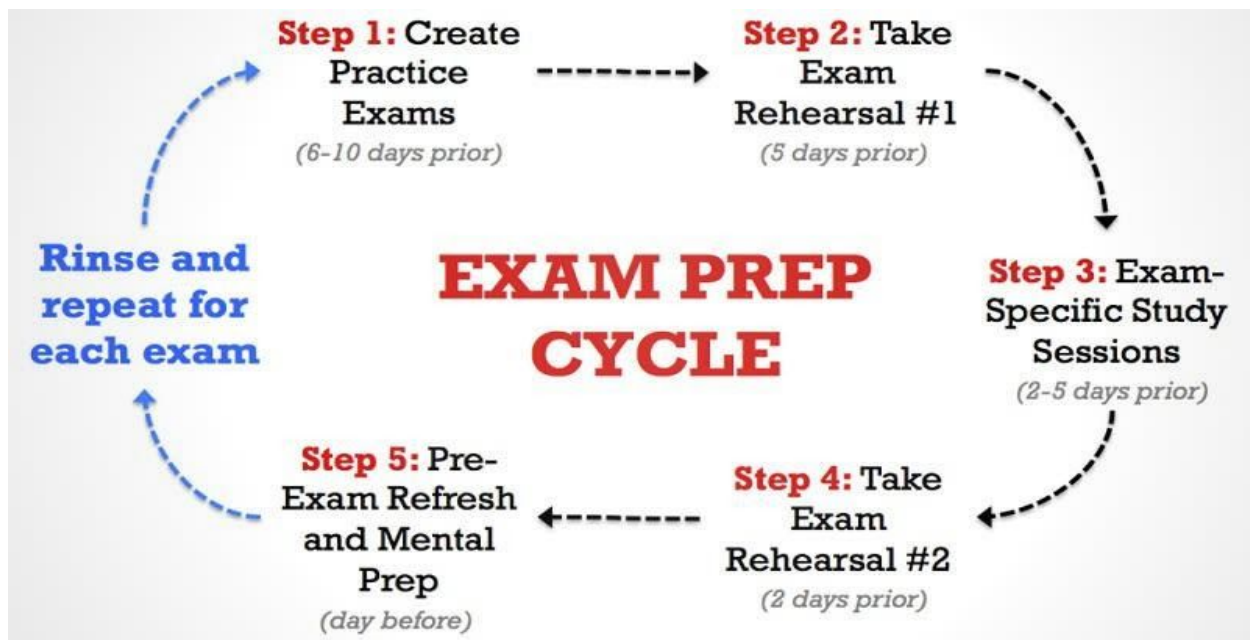 Step 1: Create
Practice
Exams
(6-10 days prior)
Step 2: Take
Exam
Rehearsal #1
(5 days prior)
Step 3: Exam-
Specific Study
Sessions
(2-5 days prior)
Step 4: Take
Exam
Rehearsal #2
(2 days prior)
Step 5: Pre-
Exam Refresh
and Mental
Prep
(day before)
Rinse and
repeat for
each exam
EXAM PREP
CYCLE